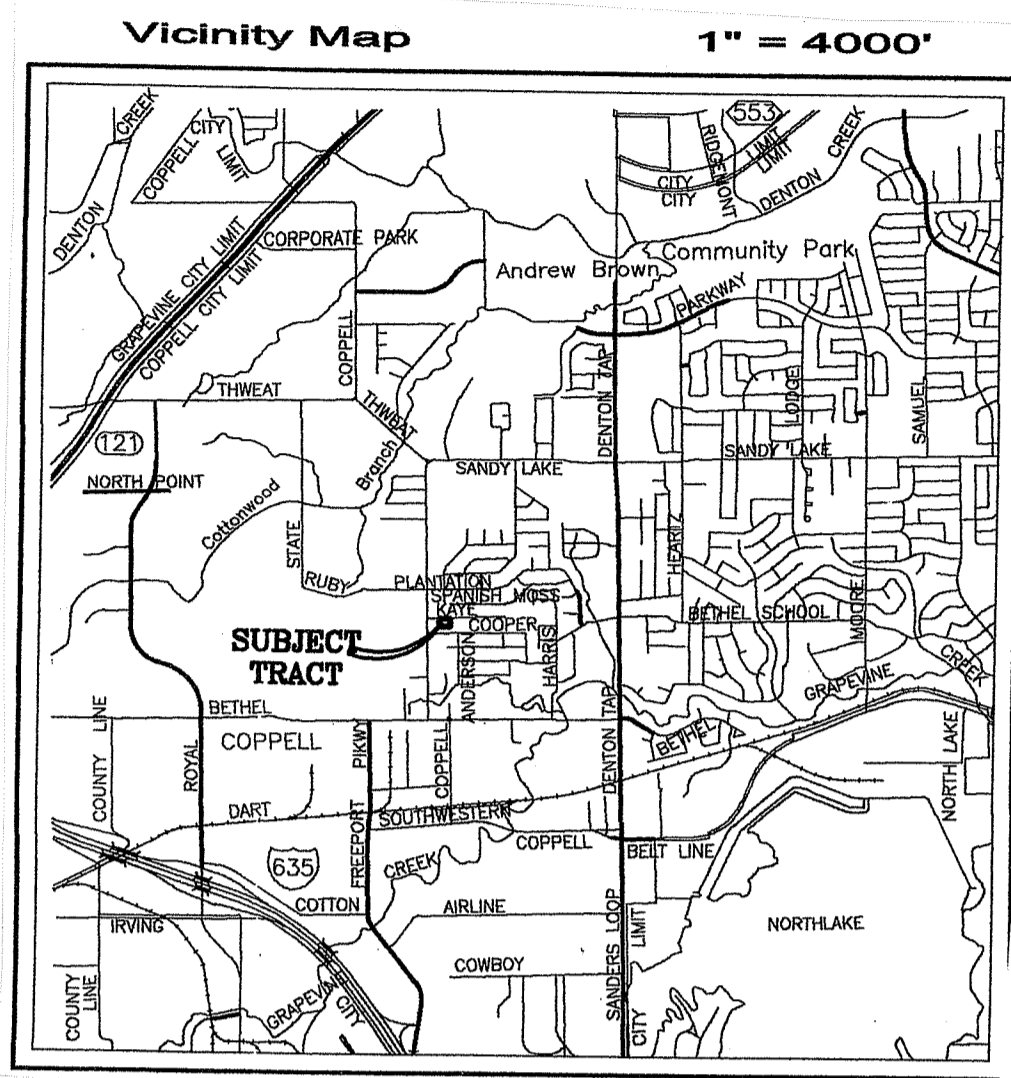 Vicinity Map
1" = 4000'
CREEK
CITY
COPPELL
LIMIT
DENTON
GRAPEVINE CITY LIMIT
COPPELL CITY LIMIT
CORPORATE PARK
553
RIDGEMONT
LIMIT
LIMIT
CITY
CITY
DENTON
CREEK
Andrew Brown
Community Park
PARKWAY
COPPELL
THWEAT
THWEAT
121
NORTH POINT
Cottonwood
Branch
STATE
RUBY
SANDY LAKE
SANDY LAKE
DENTON TAP
LODGE
SAMUEL
HEARTZ
PLANTATION
SPANISH MOSS
KAYE
COOPER
BETHEL SCHOOL
MOORE
SUBJECT
TRACT
ANDERSON
HARRIS
GRAPEVINE
CREEK
BETHEL
COPPELL
COUNTY LINE
ROYAL
PIKWY
COPPELL
DENTON TAP
BETHEL
NORTH LAKE
DART
SOUTHWESTERN
FREEPORT
COPPELL
BELT LINE
635
CREEK
COTTON
AIRLINE
IRVING
NORTHLAKE
SANDERS LOOP
LIMIT
COWBOY
COUNTY
LINE
GRAPEVINE
CITY
CITY